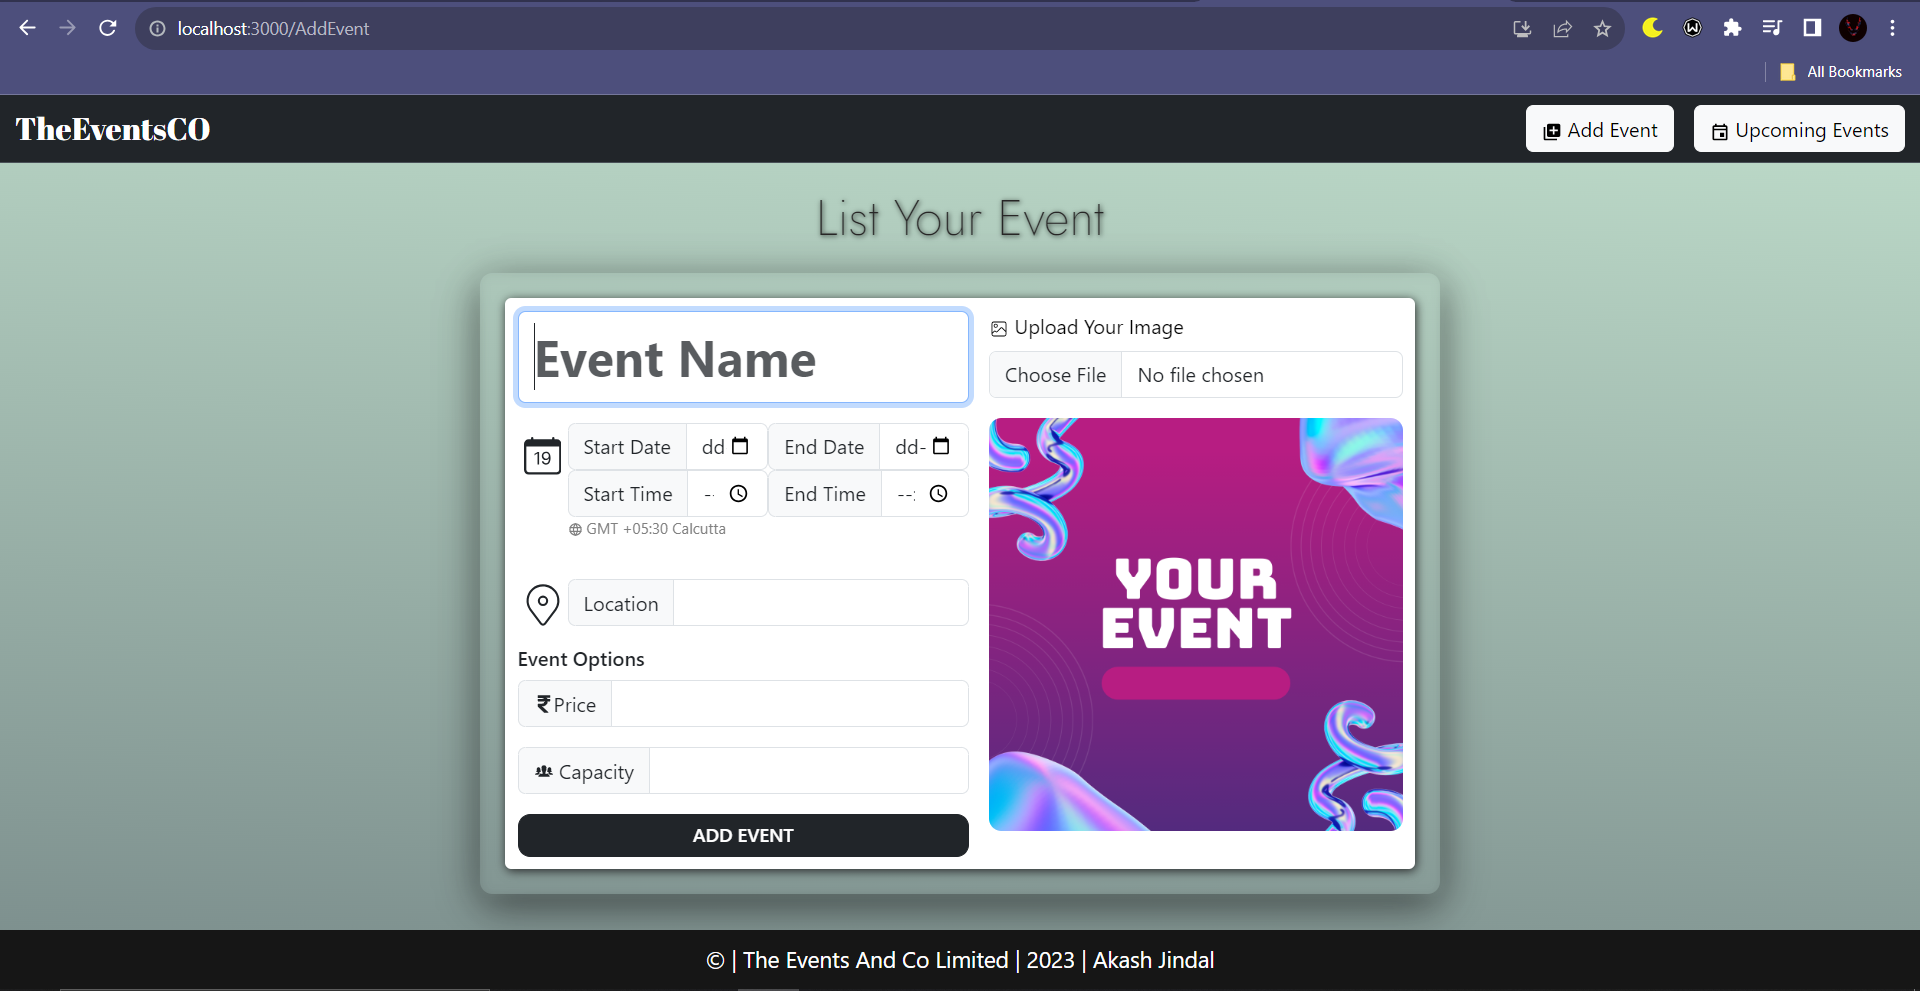 localhost:3000/AddEvent
All Bookmarks
TheEventsCO
Add Event
Upcoming Events
List Your Event
Event Name
19
Start Date
dd
End Date
dd-
Start Time
--
End Time
--:
GMT +05:30 Calcutta
Location
Event Options
₹ Price
Capacity
ADD EVENT
Upload Your Image
Choose File
No file chosen
YOUR
EVENT
© | The Events And Co Limited | 2023 | Akash Jindal